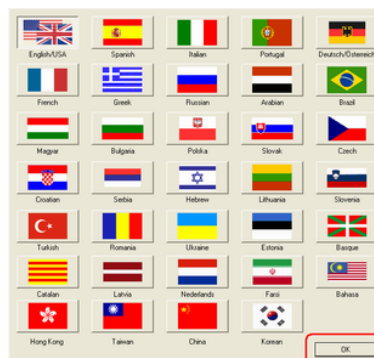 English/USA Spanish Italian Portugal Deutsch/Österreich
French Greek Russian Arabian Brazil
Magyar Bulgaria Polska Slovak Czech
Croatian Serbia Hebrew Lithuania Slovenia
Turkish Romania Ukraine Estonia Basque
Catalan Latvia Nederlands Farsi Bahasa
Hong Kong Taiwan China Korean
OK